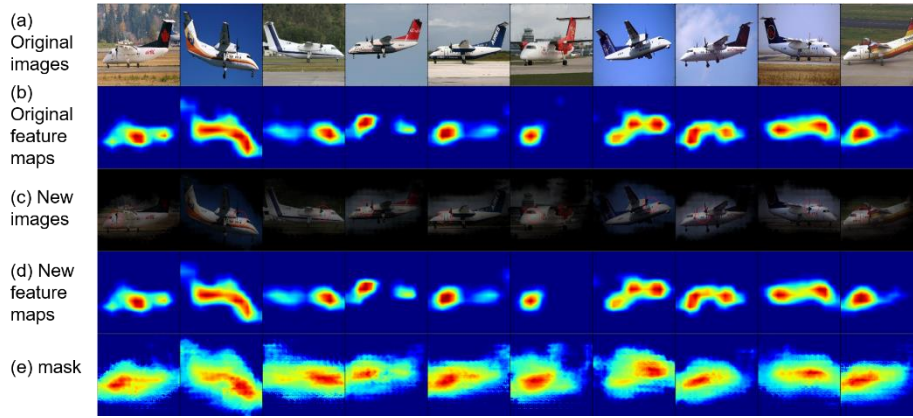 (a)
Original
images
(b)
Original
feature
maps
(c) New
images
(d) New
feature
maps
(e) mask